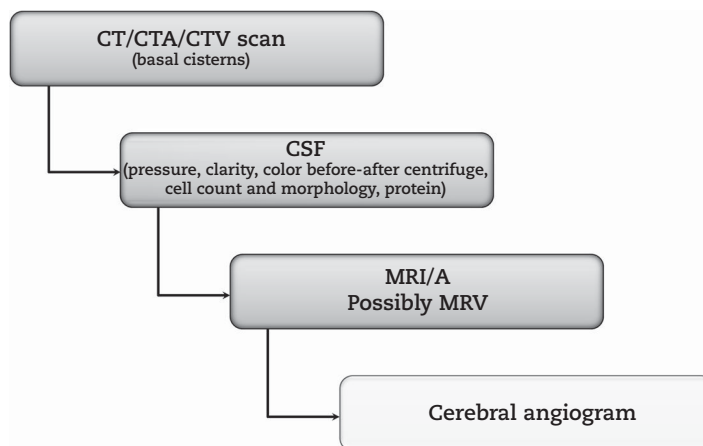 CT/CTA/CTV scan
(basal cisterns)
CSF
(pressure, clarity, color before-after centrifuge,
cell count and morphology, protein)
MRI/A
Possibly MRV
Cerebral angiogram